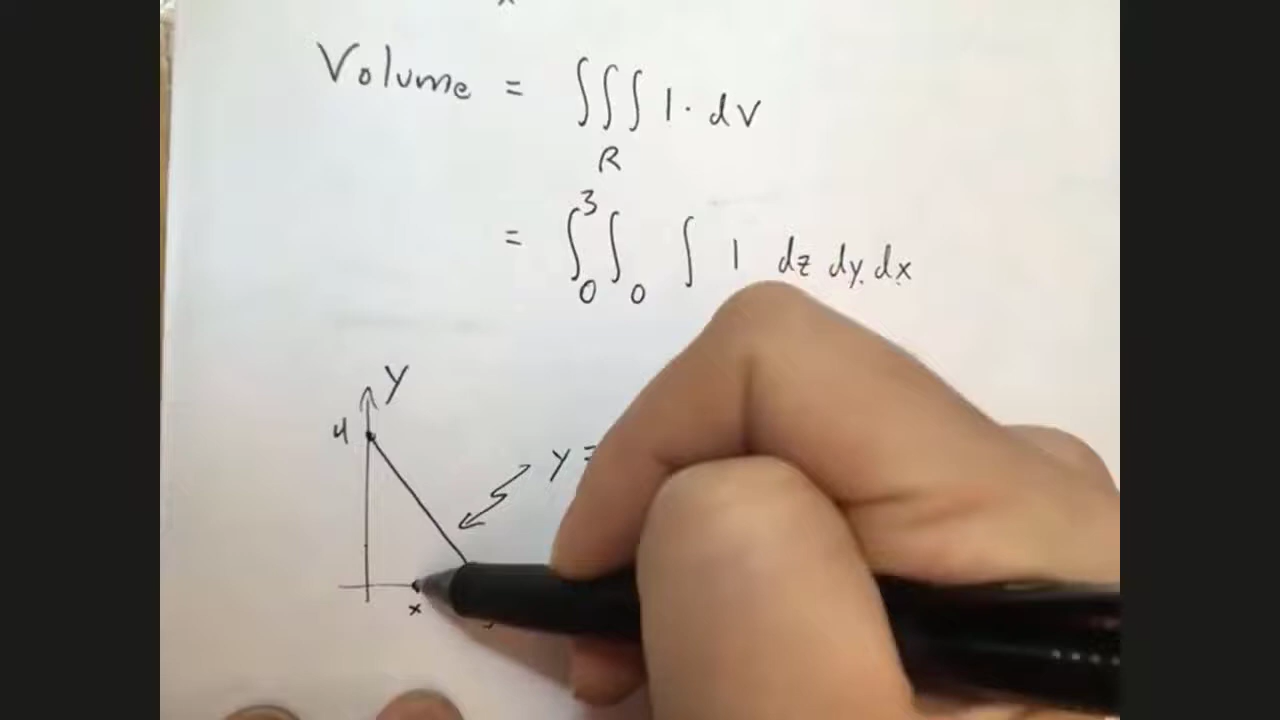 Volume = ∫∫∫ 1. dV
R
= ∫₀³ ∫₀ ∫ 1 dz dy dx
y
4
y =
x